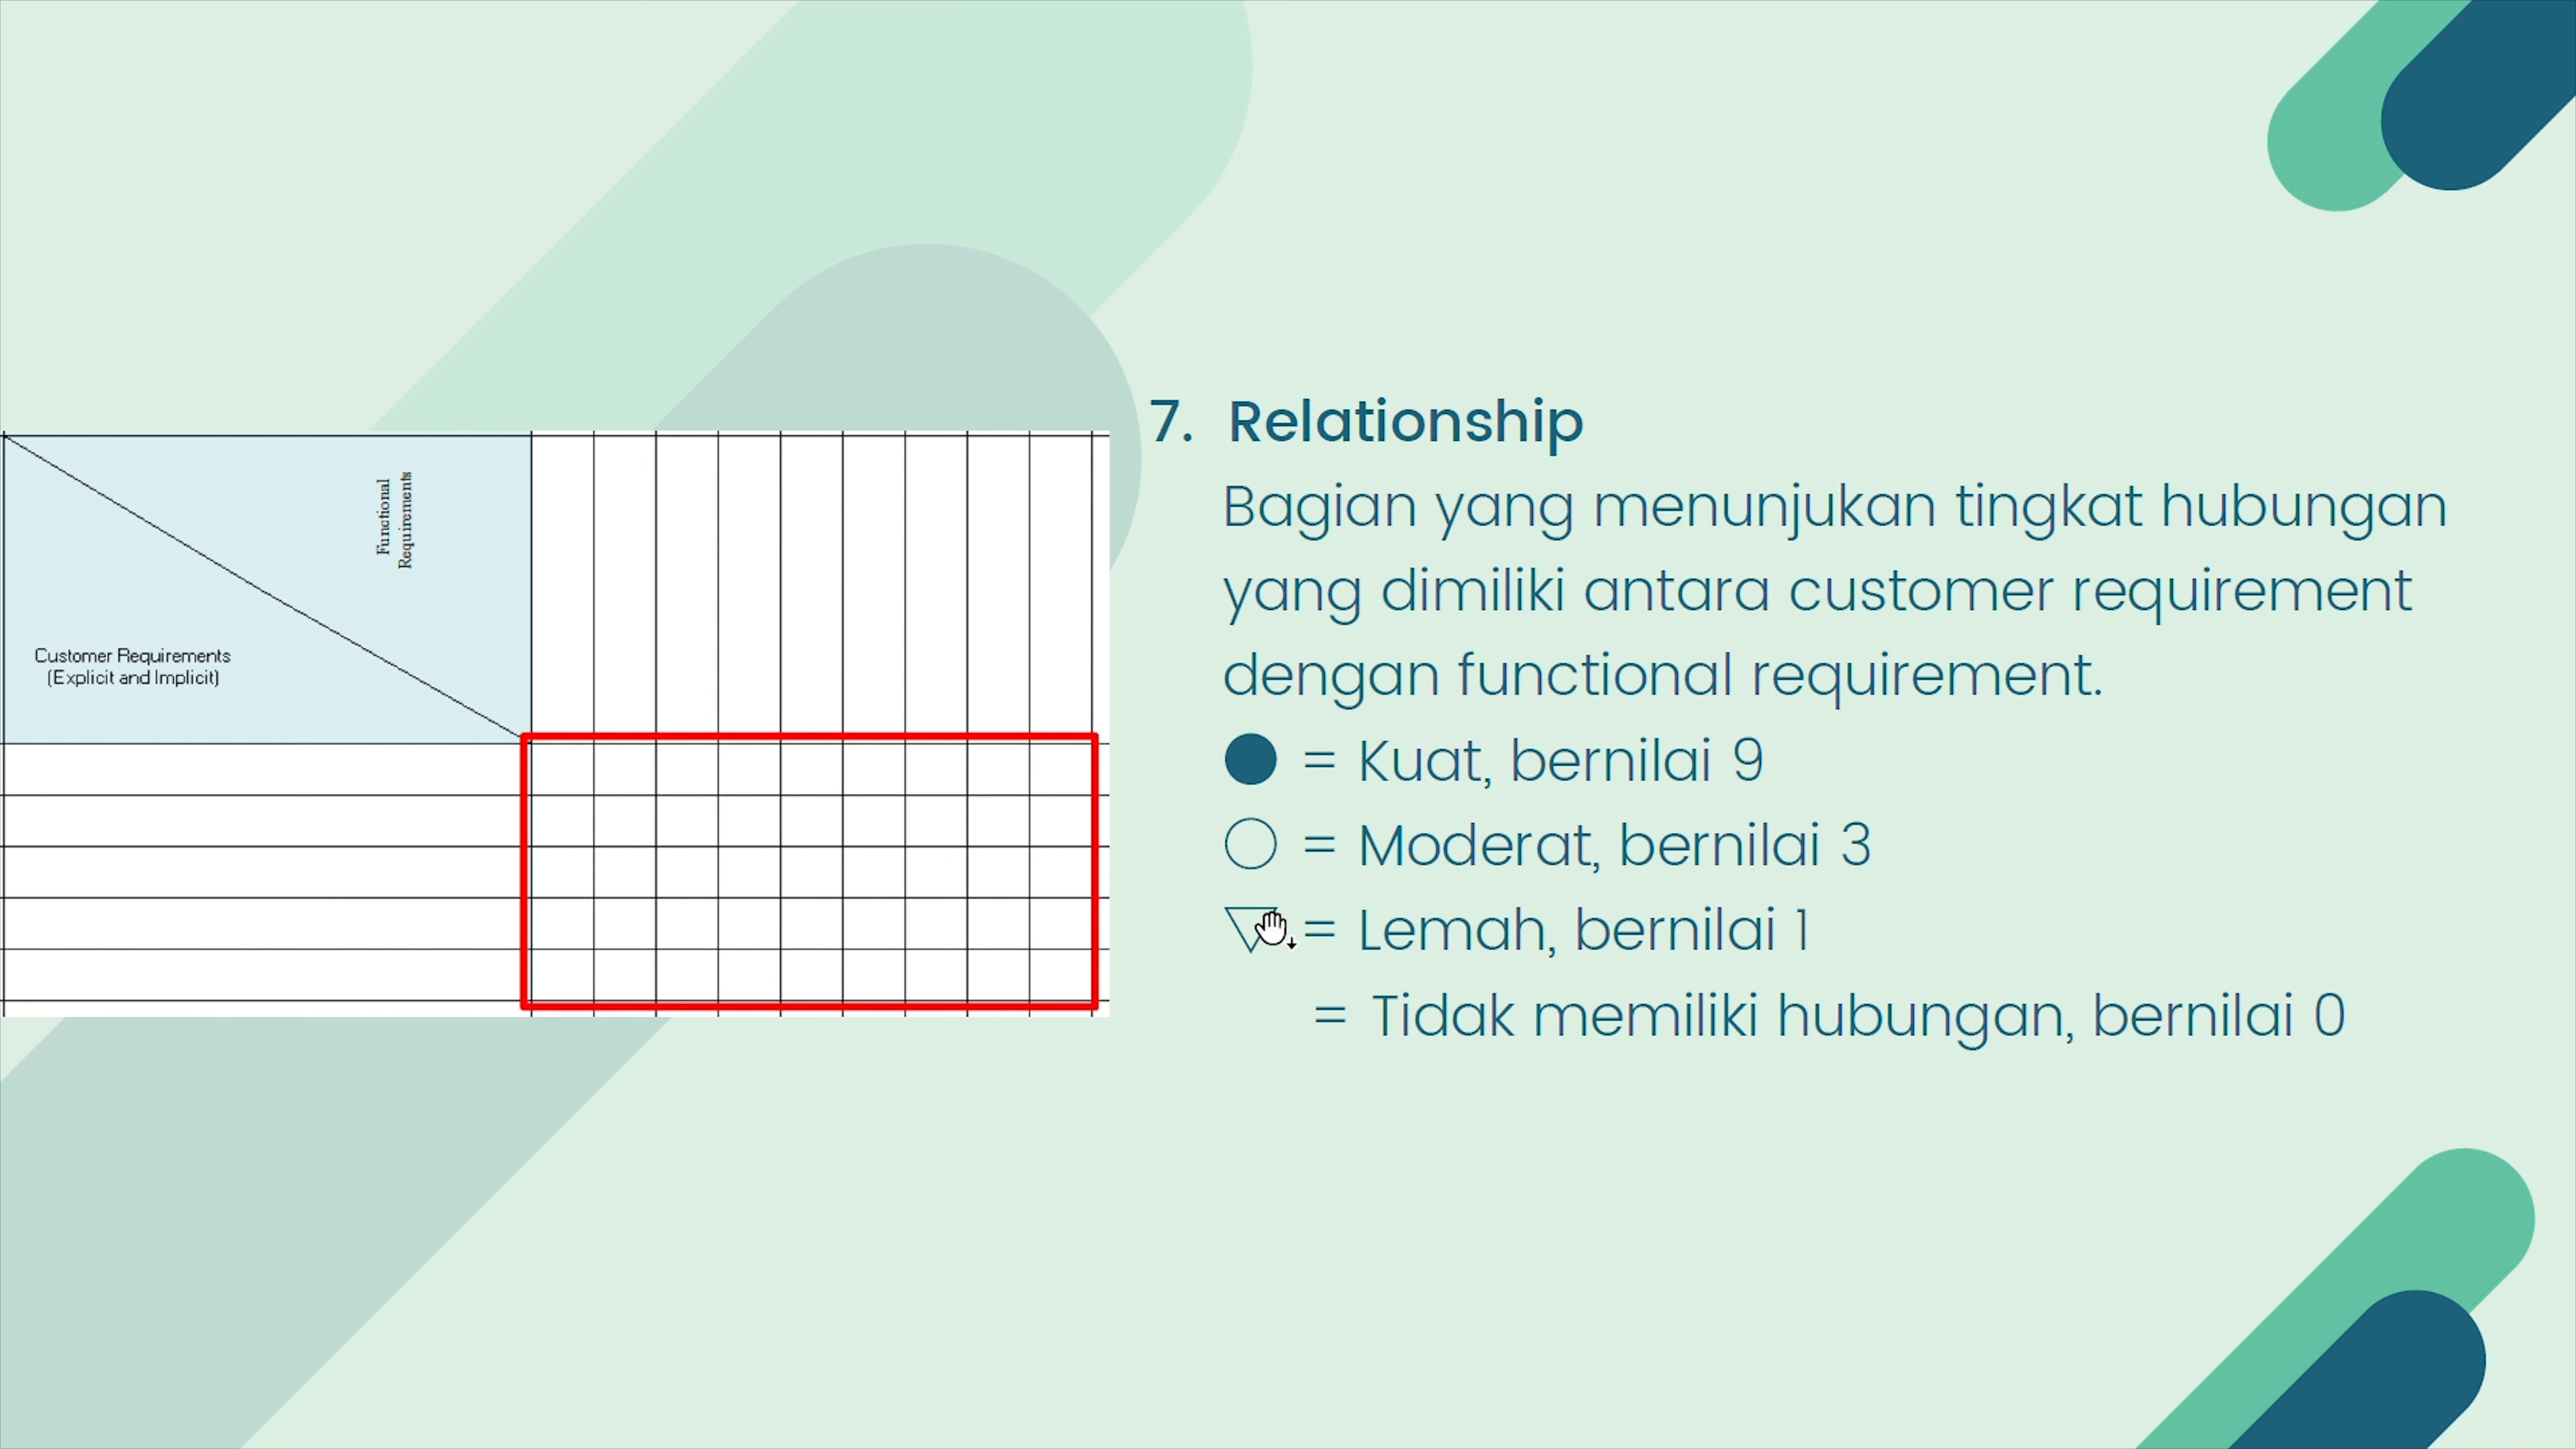 Functional
Requirements
Customer Requirements
(Explicit and Implicit)
7. Relationship
Bagian yang menunjukan tingkat hubungan
yang dimiliki antara customer requirement
dengan functional requirement.
= Kuat, bernilai 9
= Moderat, bernilai 3
= Lemah, bernilai 1
= Tidak memiliki hubungan, bernilai 0